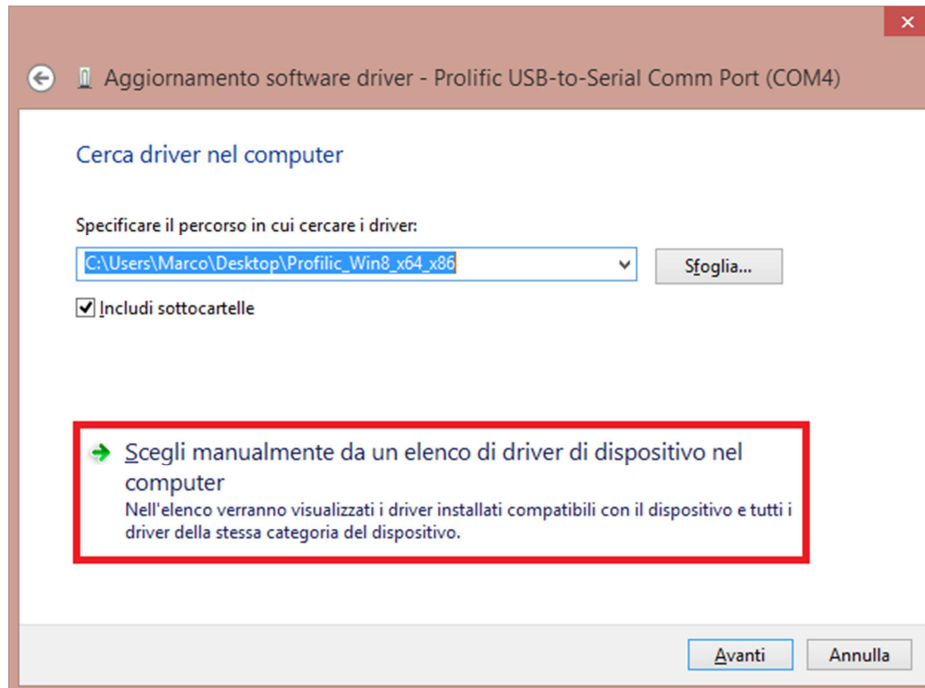 Aggiornamento software driver - Prolific USB-to-Serial Comm Port (COM4)
Cerca driver nel computer
Specificare il percorso in cui cercare i driver:
C:\Users\Marco\Desktop\Profilic_Win8_x64_x86
Sfoglia...
Includi sottocartelle
Scegli manualmente da un elenco di driver di dispositivo nel
computer
Nell'elenco verranno visualizzati i driver installati compatibili con il dispositivo e tutti i
driver della stessa categoria del dispositivo.
Avanti
Annulla